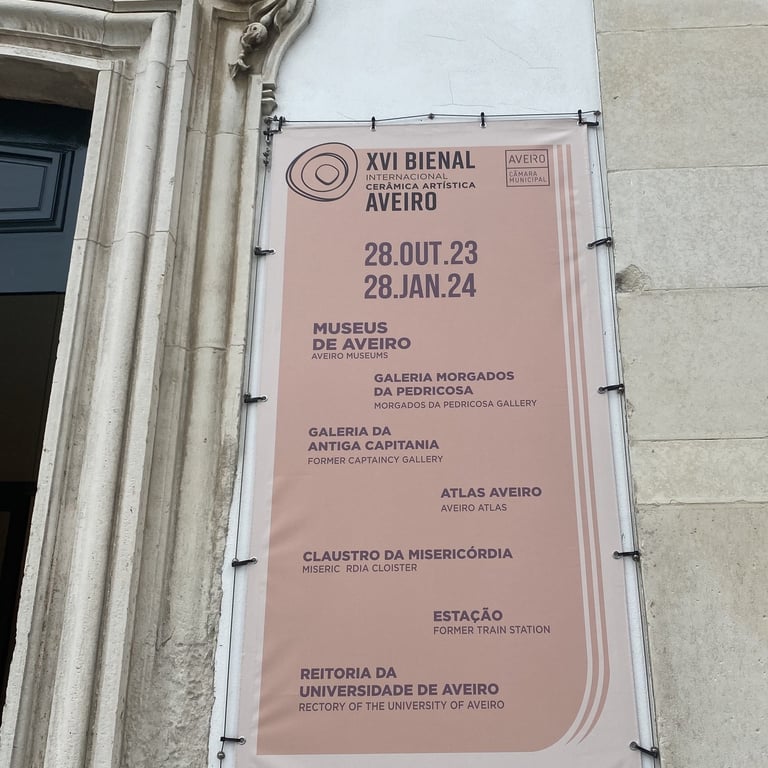 XVI BIENAL
INTERNACIONAL
CERÂMICA ARTÍSTICA
AVEIRO
AVEIRO
CÂMARA
MUNICIPAL
28.OUT.23
28.JAN.24
MUSEUS
DE AVEIRO
AVEIRO MUSEUMS
GALERIA MORGADOS
DA PEDRICOSA
MORGADOS DA PEDRICOSA GALLERY
GALERIA DA
ANTIGA CAPITANIA
FORMER CAPTAINCY GALLERY
ATLAS AVEIRO
AVEIRO ATLAS
CLAUSTRO DA MISERICÓRDIA
MISERIC RDIA CLOISTER
ESTAÇÃO
FORMER TRAIN STATION
REITORIA DA
UNIVERSIDADE DE AVEIRO
RECTORY OF THE UNIVERSITY OF AVEIRO